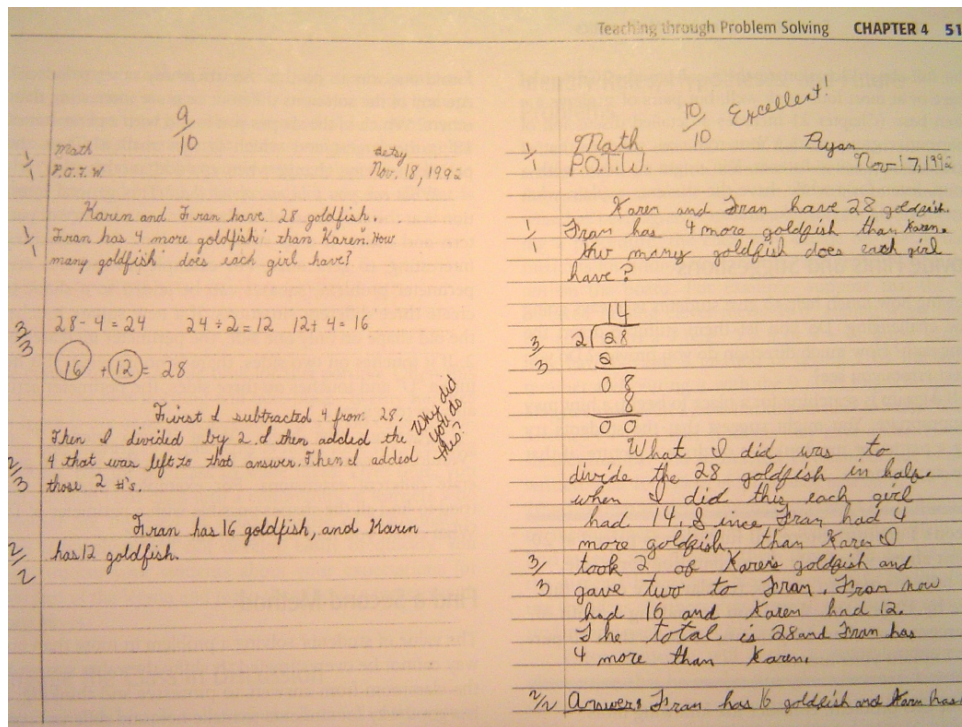 Teaching through Problem Solving CHAPTER 4 51
9/10
1/1
Math
Betsy
P.O.T.W.
Nov. 18, 1992
Karen and Fran have 28 goldfish.
1/1
Fran has 4 more goldfish than Karen. How
many goldfish does each girl have?
3/3
28-4=24 24÷2=12 12+4=16
16+12=28
First I subtracted 4 from 28.
Then I divided by 2. I then added the
4 that was left to that answer. Then I added
2/3
those 2 #'s.
Why did
you do
this?
Fran has 16 goldfish, and Karen
2/2
has 12 goldfish.
10/10 Excellent!
1/1
Math
Ryan
P.O.T.W.
Nov 17, 1992
Karen and Fran have 28 goldfish.
1/1
Fran has 4 more goldfish than Karen.
How many goldfish does each girl
have?
14
3/3
2 28
2
08
8
00
What I did was to
divide the 28 goldfish in half.
when I did this each girl
had 14. Since Fran had 4
more goldfish than Karen I
3/3
took 2 of Karen's goldfish and
gave two to Fran. Fran now
had 16 and Karen had 12.
The total is 28 and Fran has
4 more than Karen.
2/2
Answer: Fran has 16 goldfish and Karen has